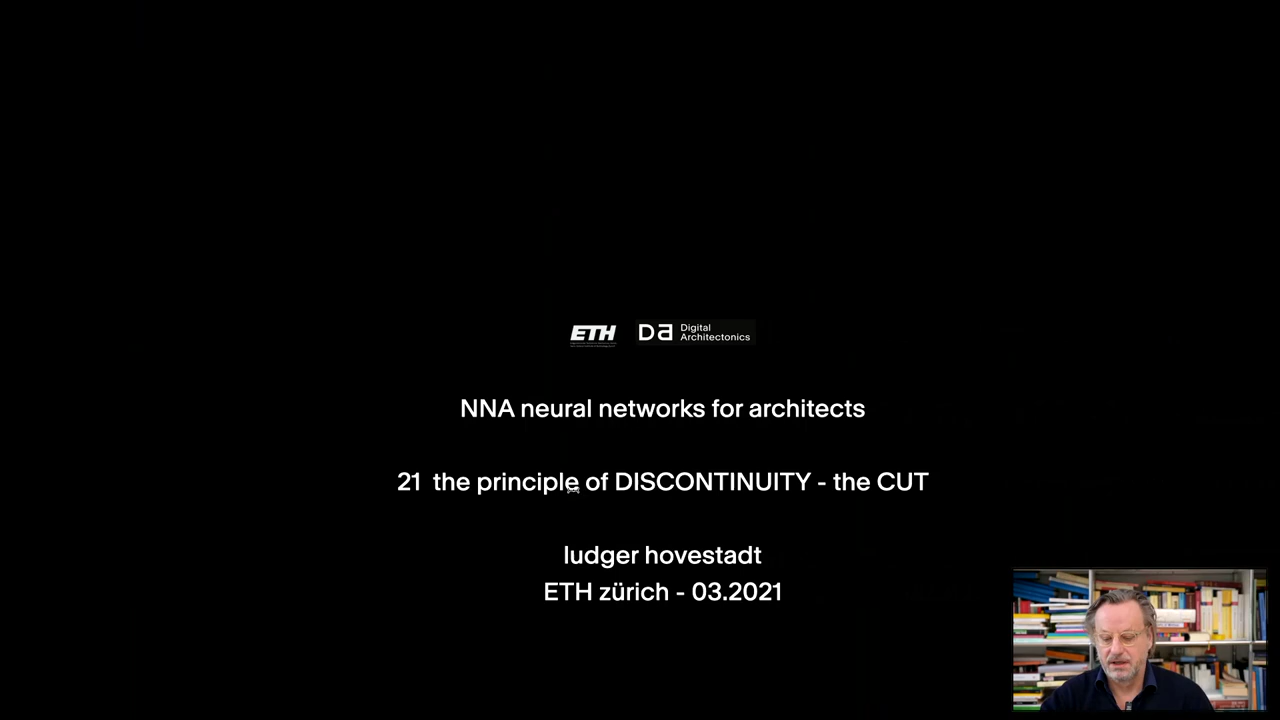 ETH
Da Digital
Architectonics
NNA neural networks for architects
21 the principle of DISCONTINUITY - the CUT
ludger hovestadt
ETH zürich - 03.2021